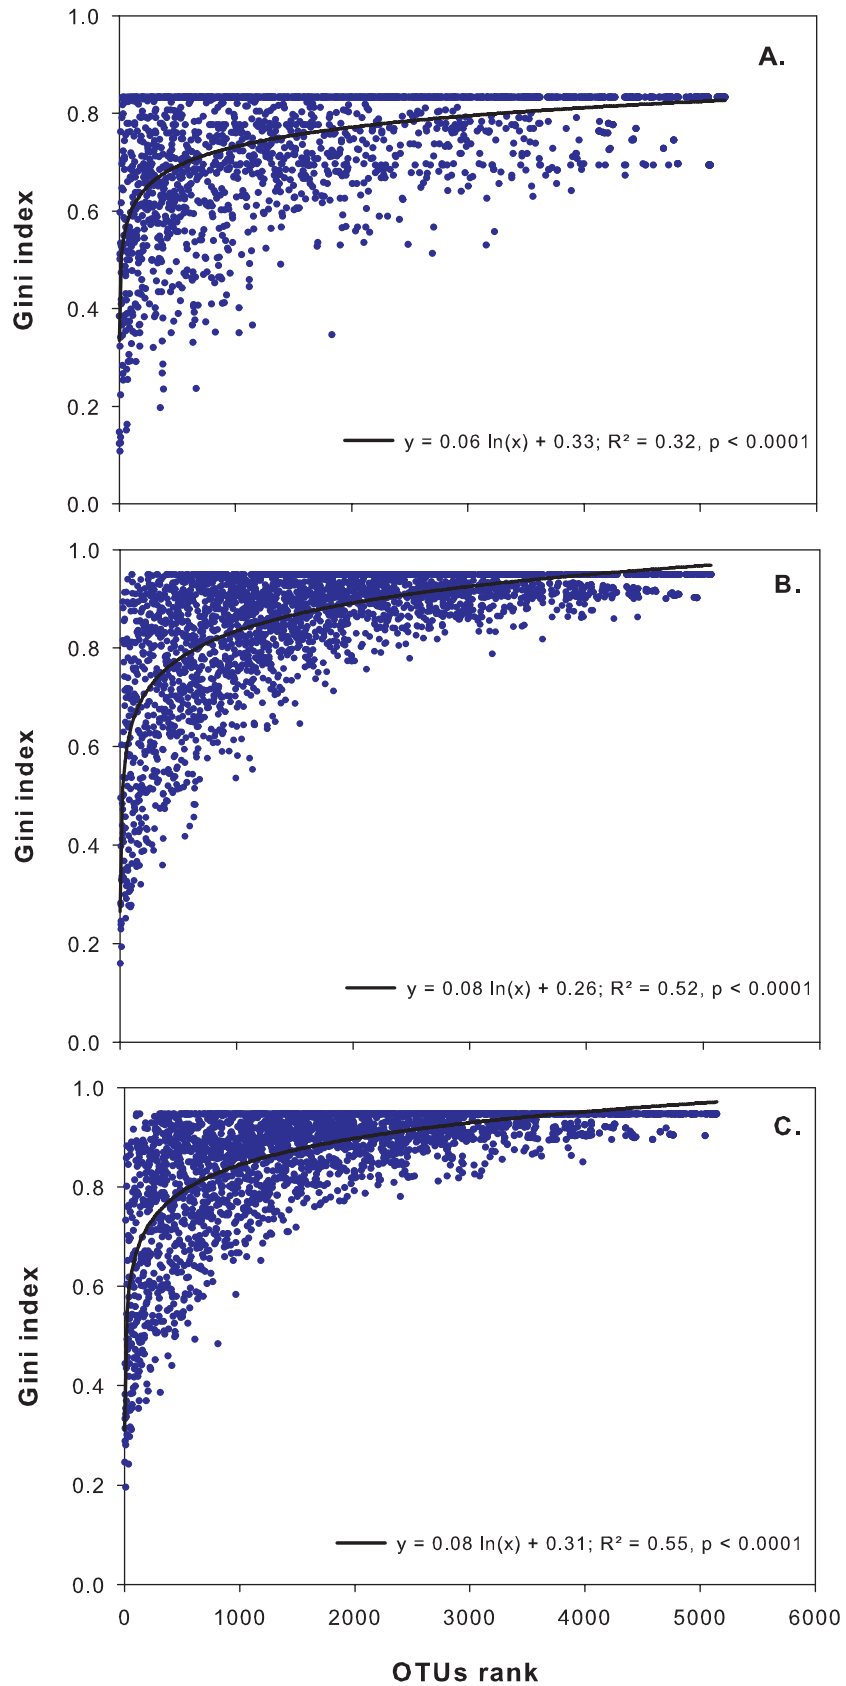 A.
1.0
0.8
0.6
0.4
0.2
0.0
Gini index
y = 0.06 ln(x) + 0.33; R² = 0.32, p < 0.0001
B.
1.0
0.8
0.6
0.4
0.2
0.0
Gini index
y = 0.08 ln(x) + 0.26; R² = 0.52, p < 0.0001
C.
1.0
0.8
0.6
0.4
0.2
0.0
Gini index
y = 0.08 ln(x) + 0.31; R² = 0.55, p < 0.0001
0 1000 2000 3000 4000 5000 6000
OTUs rank